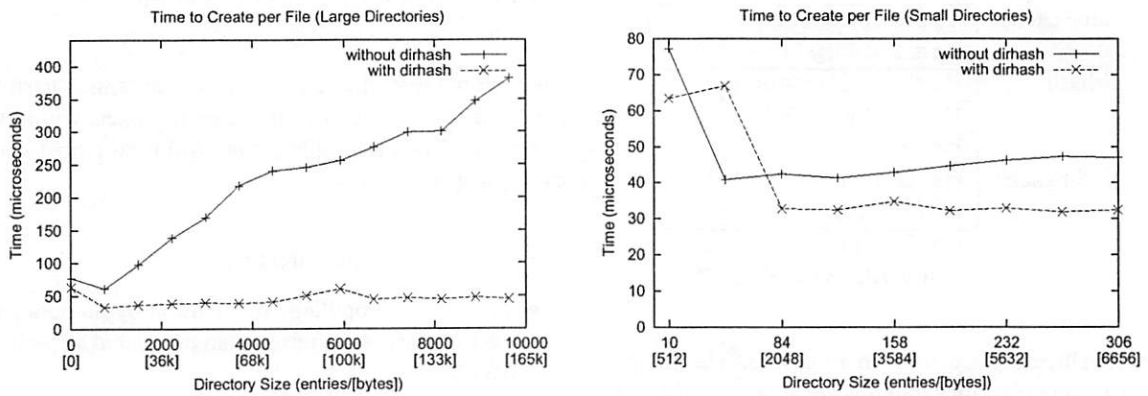 Time to Create per File (Large Directories)
without dirhash
with dirhash
400
350
300
250
200
150
100
50
0
Time (microseconds)
0 2000 4000 6000 8000 10000
[0] [36k] [68k] [100k] [133k] [165k]
Directory Size (entries/[bytes])
Time to Create per File (Small Directories)
without dirhash
with dirhash
80
70
60
50
40
30
20
10
0
Time (microseconds)
10 84 158 232 306
[512] [2048] [3584] [5632] [6656]
Directory Size (entries/[bytes])